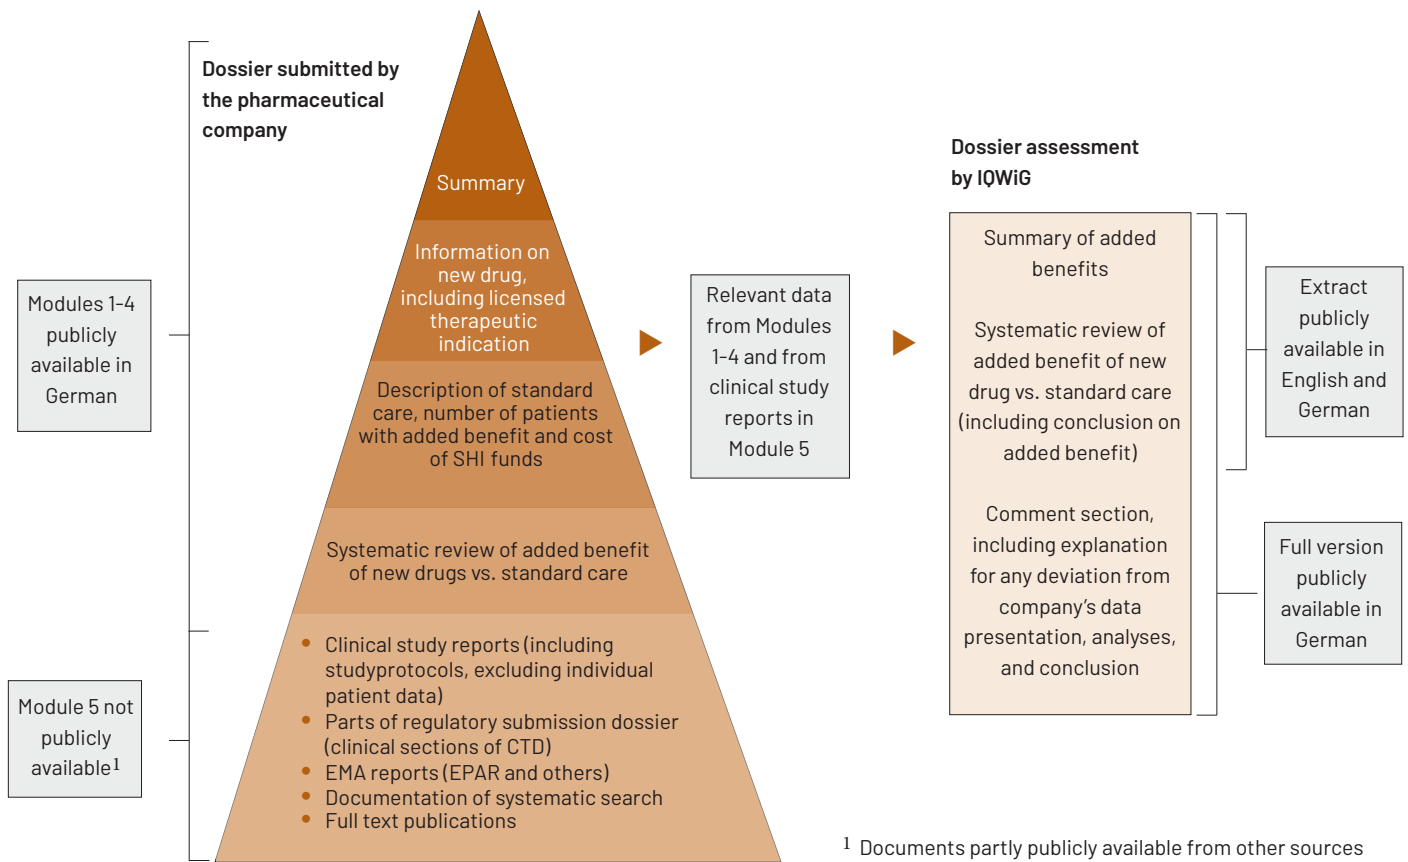 Dossier submitted by
the pharmaceutical
company
Modules 1-4
publicly
available in
German
Module 5 not
publicly
available1
Summary
Information on
new drug,
including licensed
therapeutic
indication
Description of standard
care, number of patients
with added benefit and cost
of SHI funds
Systematic review of added benefit
of new drugs vs. standard care
• Clinical study reports (including
studyprotocols, excluding individual
patient data)
• Parts of regulatory submission dossier
(clinical sections of CTD)
• EMA reports (EPAR and others)
• Documentation of systematic search
• Full text publications
Relevant data
from Modules
1-4 and from
clinical study
reports in
Module 5
Dossier assessment
by IQWiG
Summary of added
benefits
Systematic review of
added benefit of new
drug vs. standard care
(including conclusion on
added benefit)
Comment section,
including explanation
for any deviation from
company's data
presentation, analyses,
and conclusion
Extract
publicly
available in
English and
German
Full version
publicly
available in
German
1 Documents partly publicly available from other sources